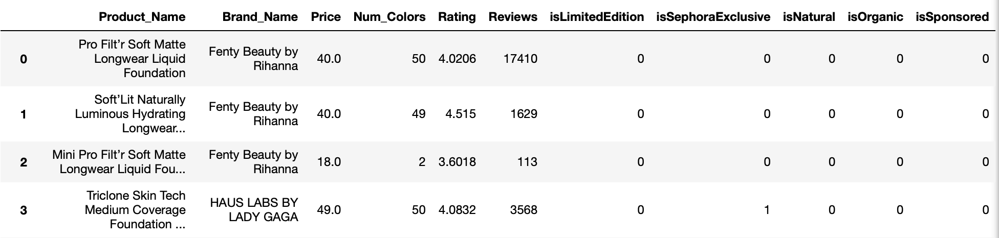 Product_Name Brand_Name Price Num_Colors Rating Reviews isLimitedEdition isSephoraExclusive isNatural isOrganic isSponsored
0 Pro Filt’r Soft Matte Longwear Liquid Foundation Fenty Beauty by Rihanna 40.0 50 4.0206 17410 0 0 0 0 0
1 Soft’Lit Naturally Luminous Hydrating Longwear... Fenty Beauty by Rihanna 40.0 49 4.515 1629 0 0 0 0 0
2 Mini Pro Filt’r Soft Matte Longwear Liquid Fou... Fenty Beauty by Rihanna 18.0 2 3.6018 113 0 0 0 0 0
3 Triclone Skin Tech Medium Coverage Foundation ... HAUS LABS BY LADY GAGA 49.0 50 4.0832 3568 0 1 0 0 0